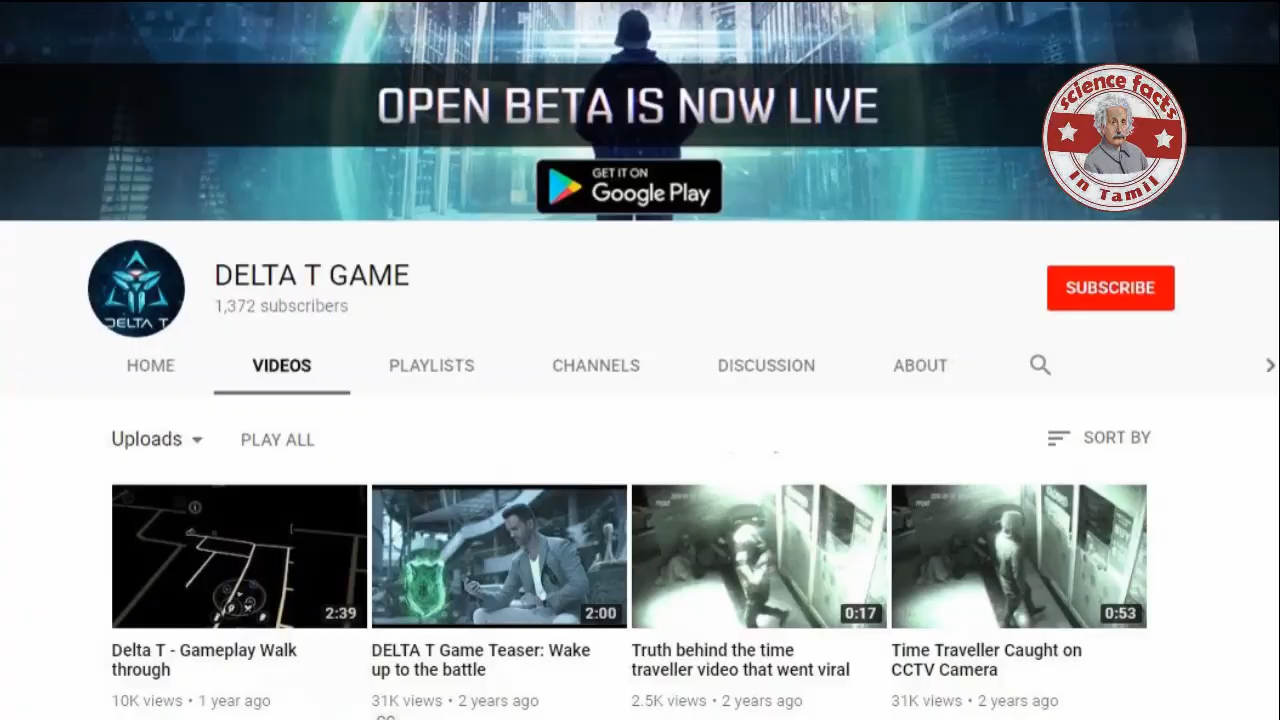 OPEN BETA IS NOW LIVE
GET IT ON
Google Play
science facts
in Tamil
DELTA T
DELTA T GAME
1,372 subscribers
SUBSCRIBE
HOME
VIDEOS
PLAYLISTS
CHANNELS
DISCUSSION
ABOUT
Uploads
PLAY ALL
SORT BY
2:39
2:00
0:17
0:53
Delta T - Gameplay Walk
through
10K views • 1 year ago
DELTA T Game Teaser: Wake
up to the battle
31K views • 2 years ago
Truth behind the time
traveller video that went viral
2.5K views • 2 years ago
Time Traveller Caught on
CCTV Camera
31K views • 2 years ago